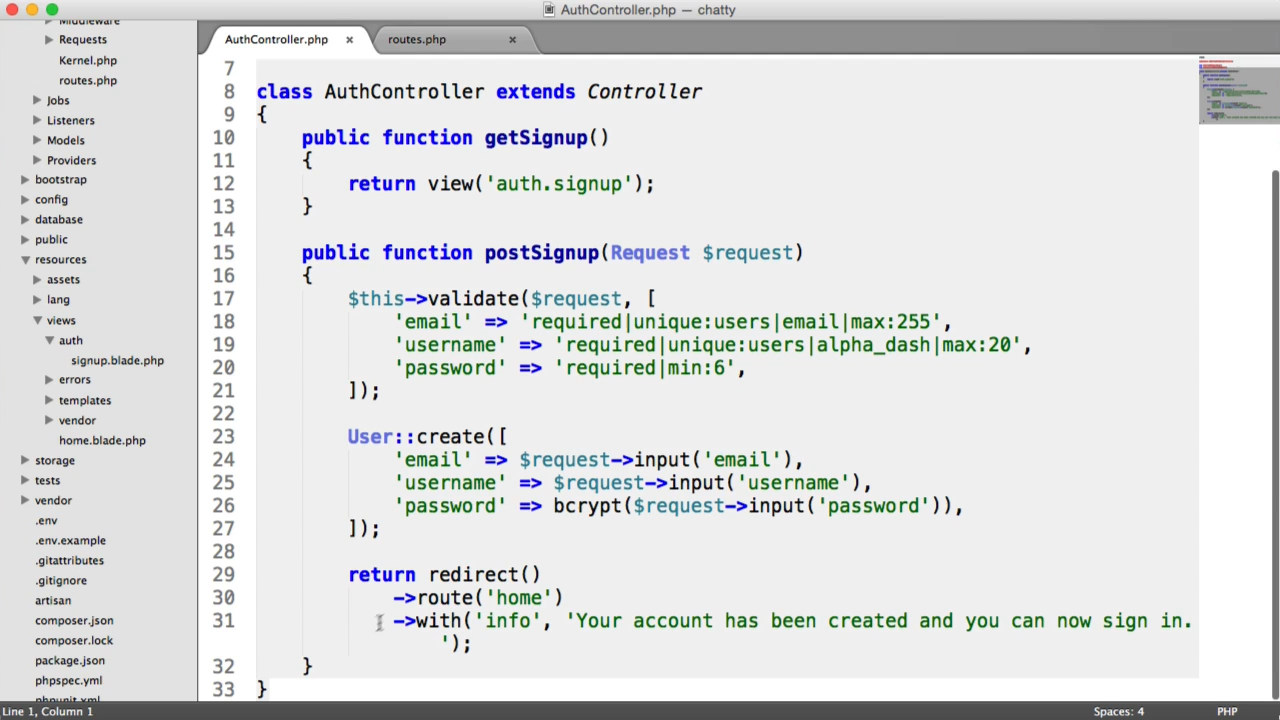 AuthController.php — chatty
Middleware
Requests
Kernel.php
routes.php
Jobs
Listeners
Models
Providers
bootstrap
config
database
public
resources
assets
lang
views
auth
signup.blade.php
errors
templates
vendor
home.blade.php
storage
tests
vendor
.env
.env.example
.gitattributes
.gitignore
artisan
composer.json
composer.lock
package.json
phpspec.yml
phpunit.xml
AuthController.php × routes.php ×
7
8 class AuthController extends Controller
9 {
10 public function getSignup()
11 {
12 return view('auth.signup');
13 }
14
15 public function postSignup(Request $request)
16 {
17 $this->validate($request, [
18 'email' => 'required|unique:users|email|max:255',
19 'username' => 'required|unique:users|alpha_dash|max:20',
20 'password' => 'required|min:6',
21 ]);
22
23 User::create([
24 'email' => $request->input('email'),
25 'username' => $request->input('username'),
26 'password' => bcrypt($request->input('password')),
27 ]);
28
29 return redirect()
30 ->route('home')
31 ->with('info', 'Your account has been created and you can now sign in.
');
32 }
33 }
Line 1, Column 1 Spaces: 4 PHP